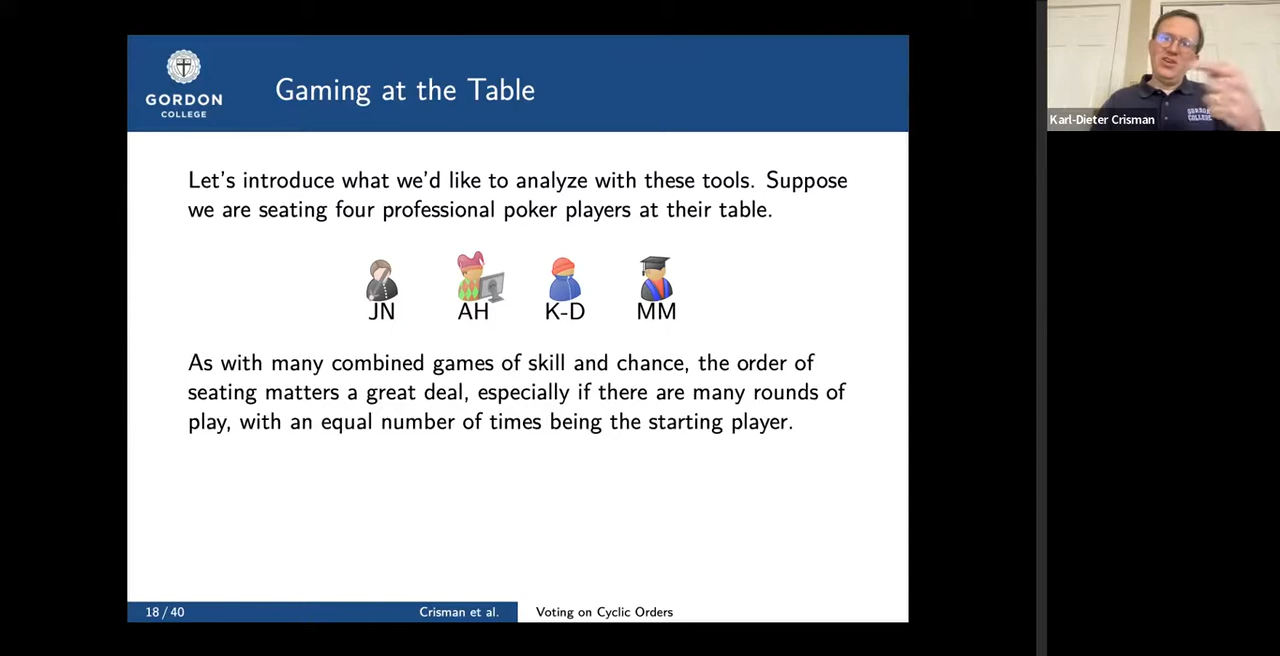 GORDON
COLLEGE
Gaming at the Table
Karl-Dieter Crisman
GORDON
COLLEGE
Let's introduce what we'd like to analyze with these tools. Suppose
we are seating four professional poker players at their table.
JN AH K-D MM
As with many combined games of skill and chance, the order of
seating matters a great deal, especially if there are many rounds of
play, with an equal number of times being the starting player.
18 / 40 Crisman et al. Voting on Cyclic Orders